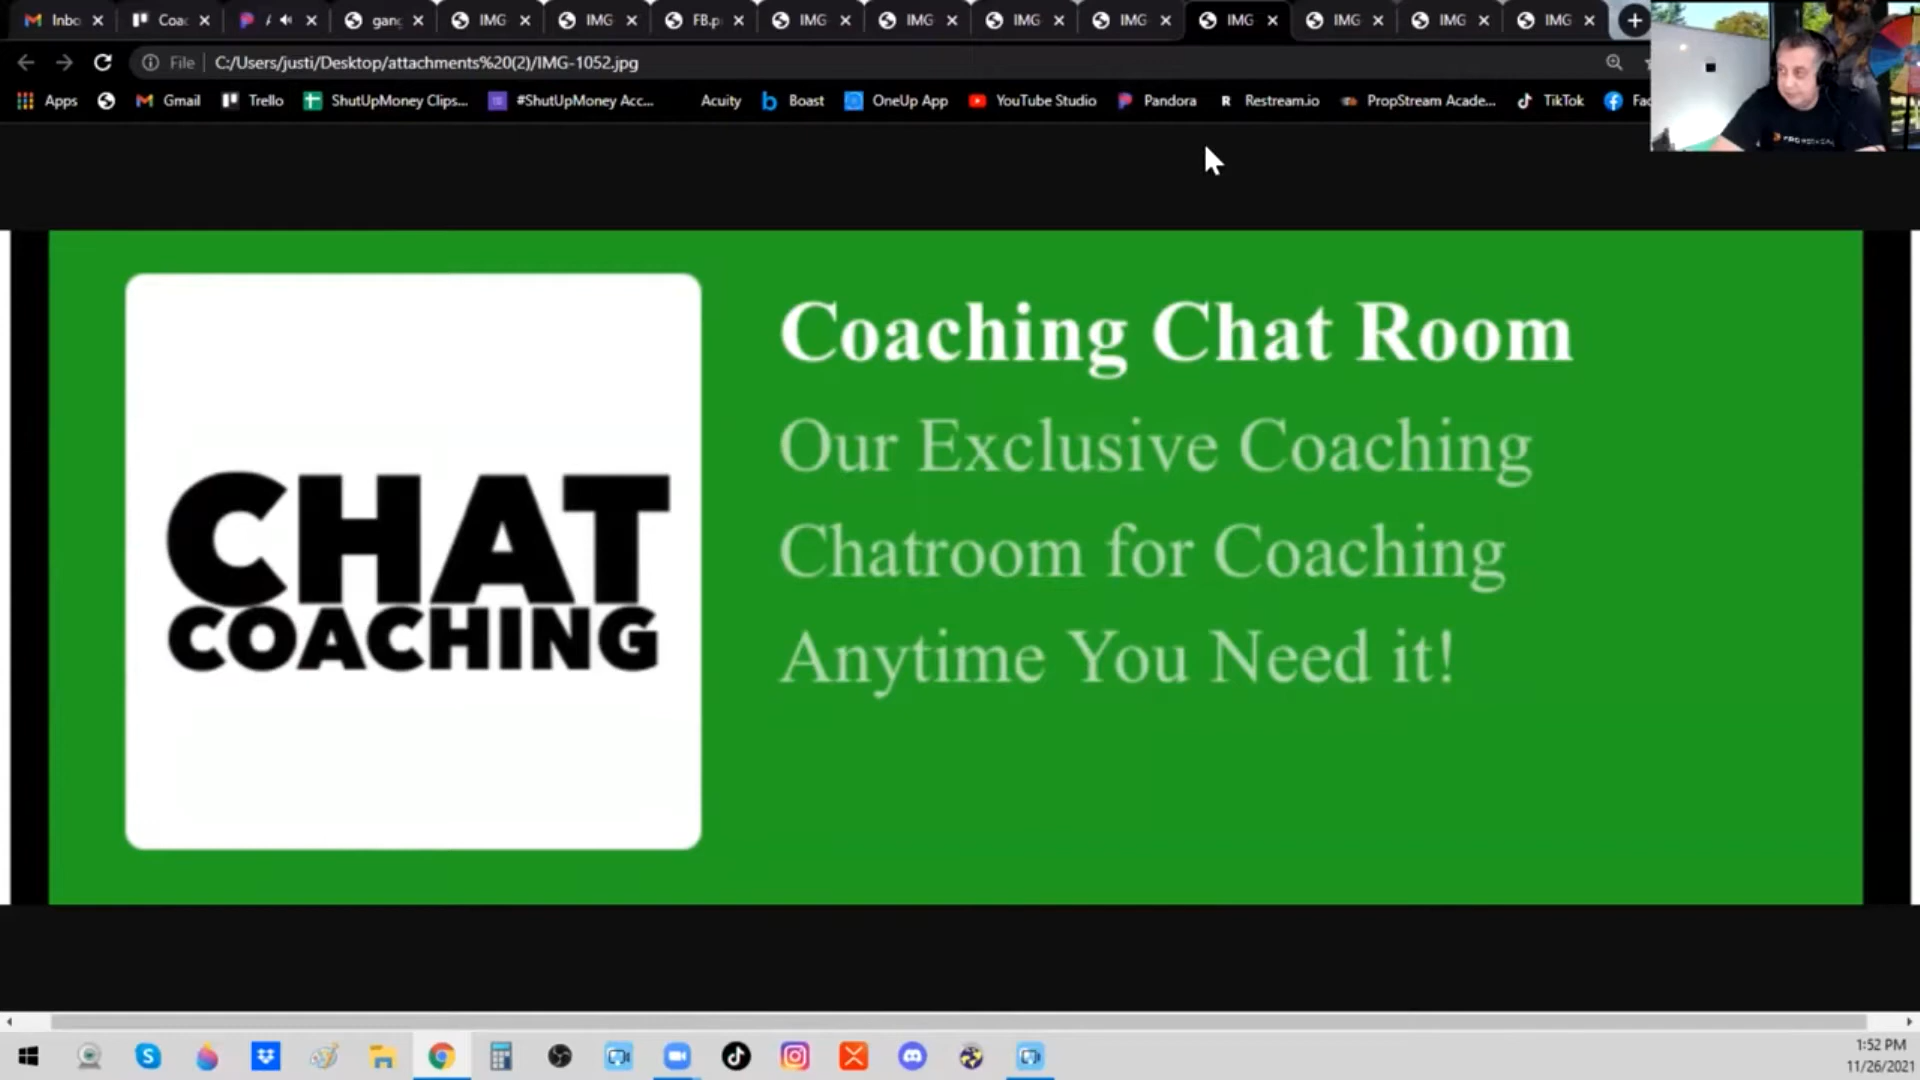 Inbo
Coac
gang
IMG
IMG
FB.p
IMG
IMG
IMG
IMG
IMG
IMG
IMG
IMG
File
C:/Users/justi/Desktop/attachments%20(2)/IMG-1052.jpg
Apps
Gmail
Trello
ShutUpMoney Clips...
#ShutUpMoney Acc...
Acuity
Boast
OneUp App
YouTube Studio
Pandora
Restream.io
PropStream Acade...
TikTok
Fac
Coaching Chat Room
Our Exclusive Coaching
Chatroom for Coaching
Anytime You Need it!
CHAT
COACHING
1:52 PM
11/26/2021